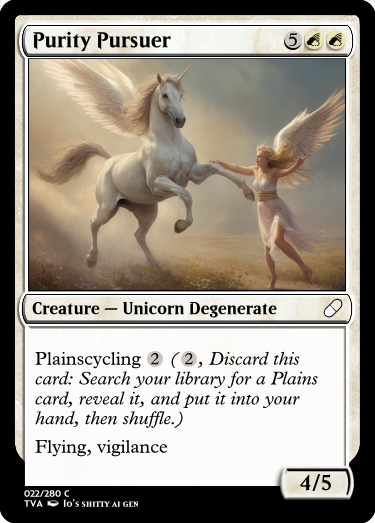 Purity Pursuer 5
Creature — Unicorn Degenerate
Plainscycling 2 (2, Discard this
card: Search your library for a Plains
card, reveal it, and put it into your
hand, then shuffle.)
Flying, vigilance
4/5
022/280 C
TVA Io's shitty ai gen